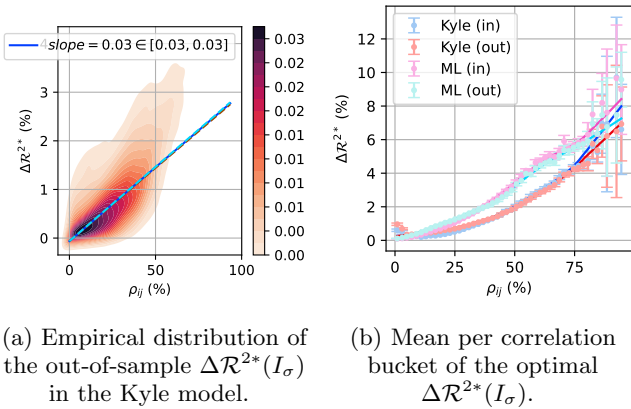 4
slope = 0.03 ∈ [0.03, 0.03]
3
2
1
0
ΔR²* (%)
0 50 100
ρij (%)
0.03
0.03
0.02
0.02
0.02
0.01
0.01
0.01
0.00
0.00
Kyle (in)
Kyle (out)
ML (in)
ML (out)
12
10
8
6
4
2
0
ΔR²* (%)
0 25 50 75
ρij (%)
(a) Empirical distribution of
the out-of-sample ΔR²*(Iσ)
in the Kyle model.
(b) Mean per correlation
bucket of the optimal
ΔR²*(Iσ).